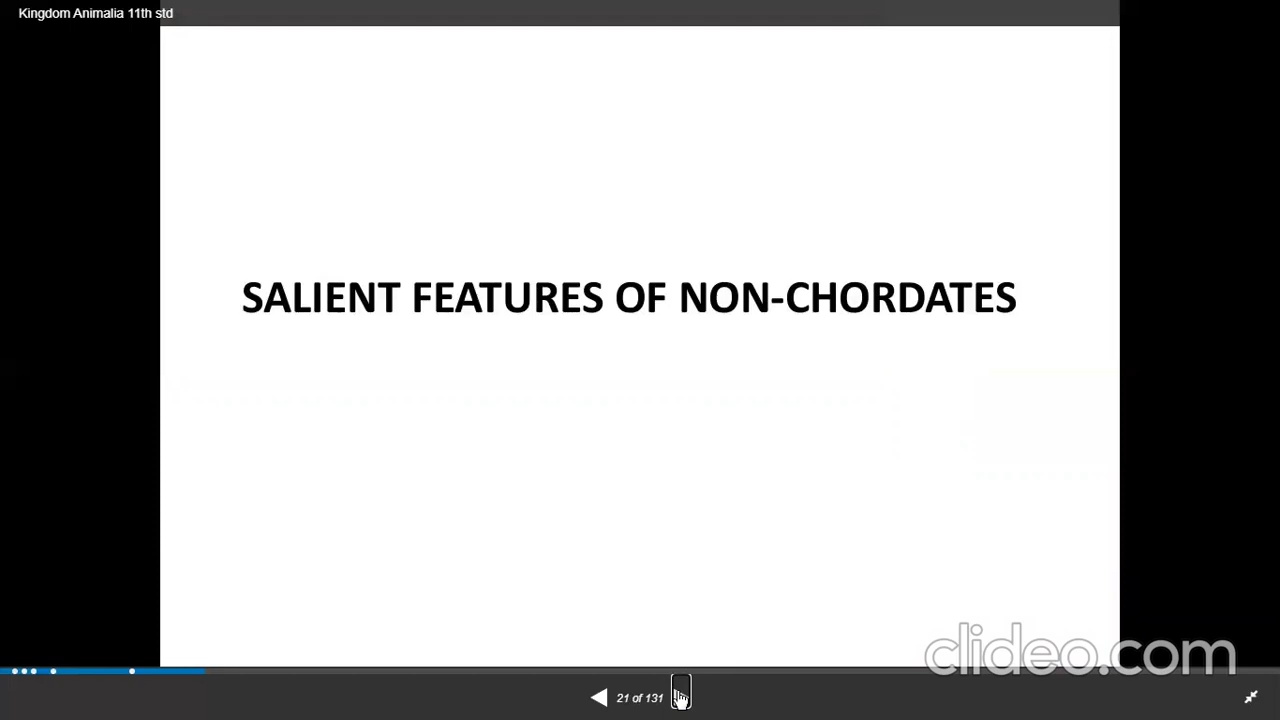 Kingdom Animalia 11th std
SALIENT FEATURES OF NON-CHORDATES
clideo.com
21 of 131